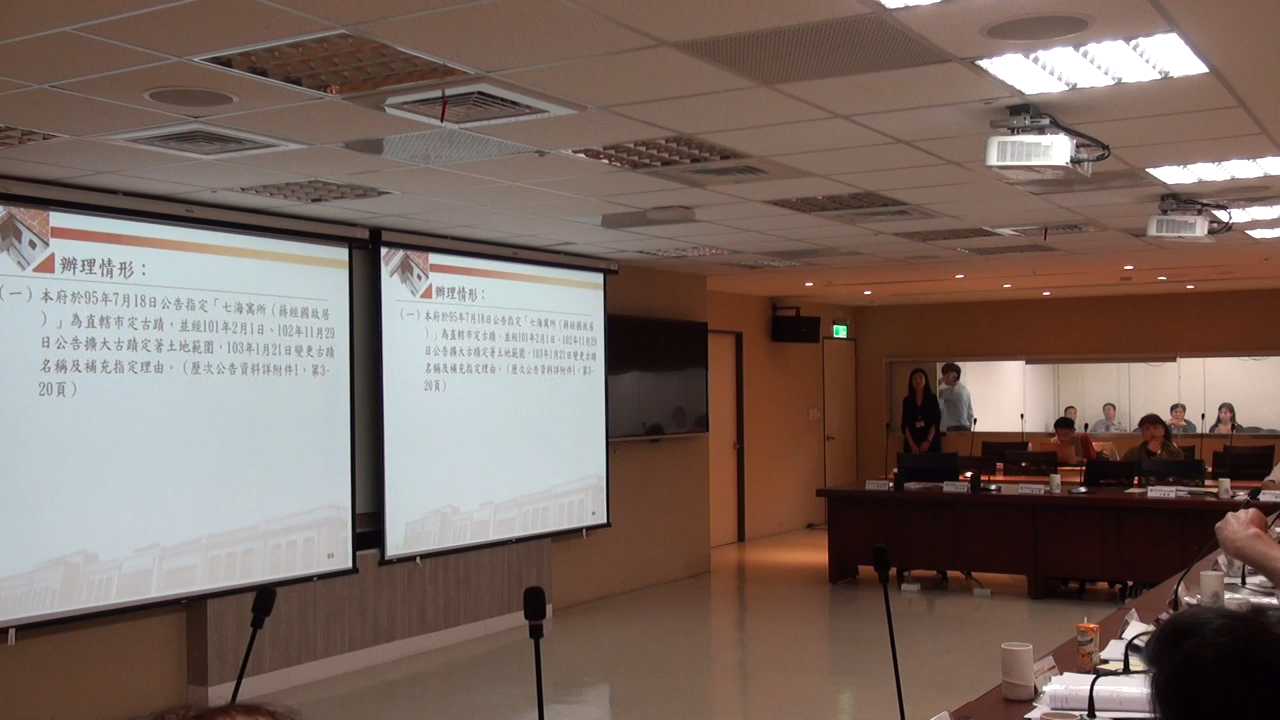 辦理情形：
（一）本府於95年7月18日公告指定「七海寓所（蔣經國故居
）」為直轄市定古蹟，並經101年2月1日、102年11月29
日公告擴大古蹟定著土地範圍，103年1月21日變更古蹟
名稱及補充指定理由。（歷次公告資料詳附件1，第3-
20頁）
辦理情形：
（一）本府於95年7月18日公告指定「七海寓所（蔣經國故居
）」為直轄市定古蹟，並經101年2月1日、102年11月29
日公告擴大古蹟定著土地範圍，103年1月21日變更古蹟
名稱及補充指定理由。（歷次公告資料詳附件1，第3-
20頁）